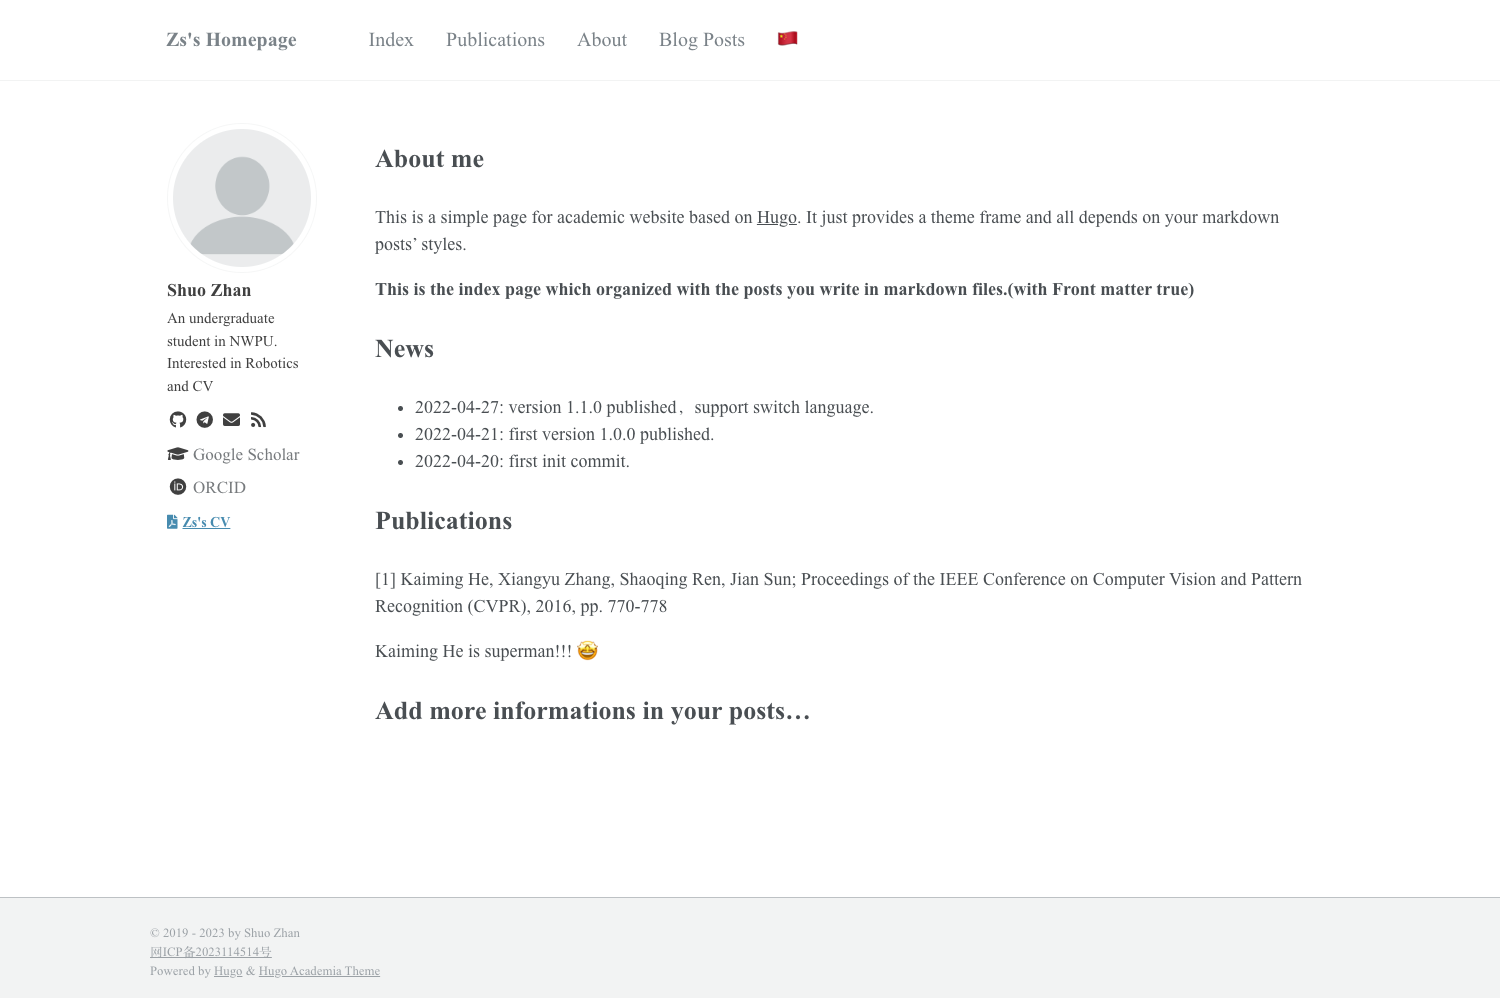 Zs's Homepage
Index
Publications
About
Blog Posts
About me
This is a simple page for academic website based on Hugo. It just provides a theme frame and all depends on your markdown
posts’ styles.
This is the index page which organized with the posts you write in markdown files.(with Front matter true)
Shuo Zhan
An undergraduate
student in NWPU.
Interested in Robotics
and CV
Google Scholar
ORCID
Zs's CV
News
2022-04-27: version 1.1.0 published，support switch language.
2022-04-21: first version 1.0.0 published.
2022-04-20: first init commit.
Publications
[1] Kaiming He, Xiangyu Zhang, Shaoqing Ren, Jian Sun; Proceedings of the IEEE Conference on Computer Vision and Pattern
Recognition (CVPR), 2016, pp. 770-778
Kaiming He is superman!!! 🤩
Add more informations in your posts…
© 2019 - 2023 by Shuo Zhan
网ICP备2023114514号
Powered by Hugo & Hugo Academia Theme